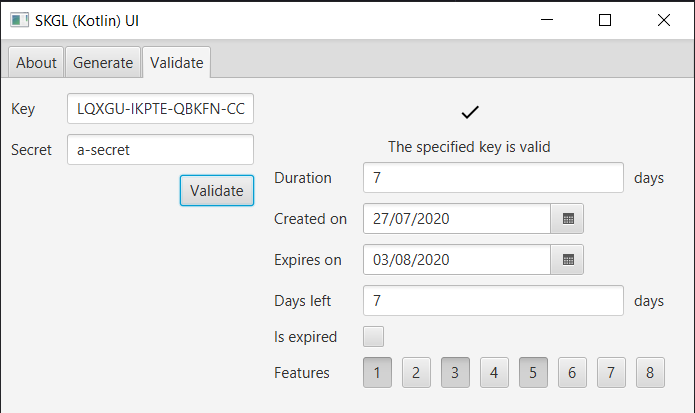 SKGL (Kotlin) UI
About Generate Validate
Key LQXGU-IKPTE-QBKFN-CC
Secret a-secret
Validate
The specified key is valid
Duration 7 days
Created on 27/07/2020
Expires on 03/08/2020
Days left 7 days
Is expired
Features 1 2 3 4 5 6 7 8